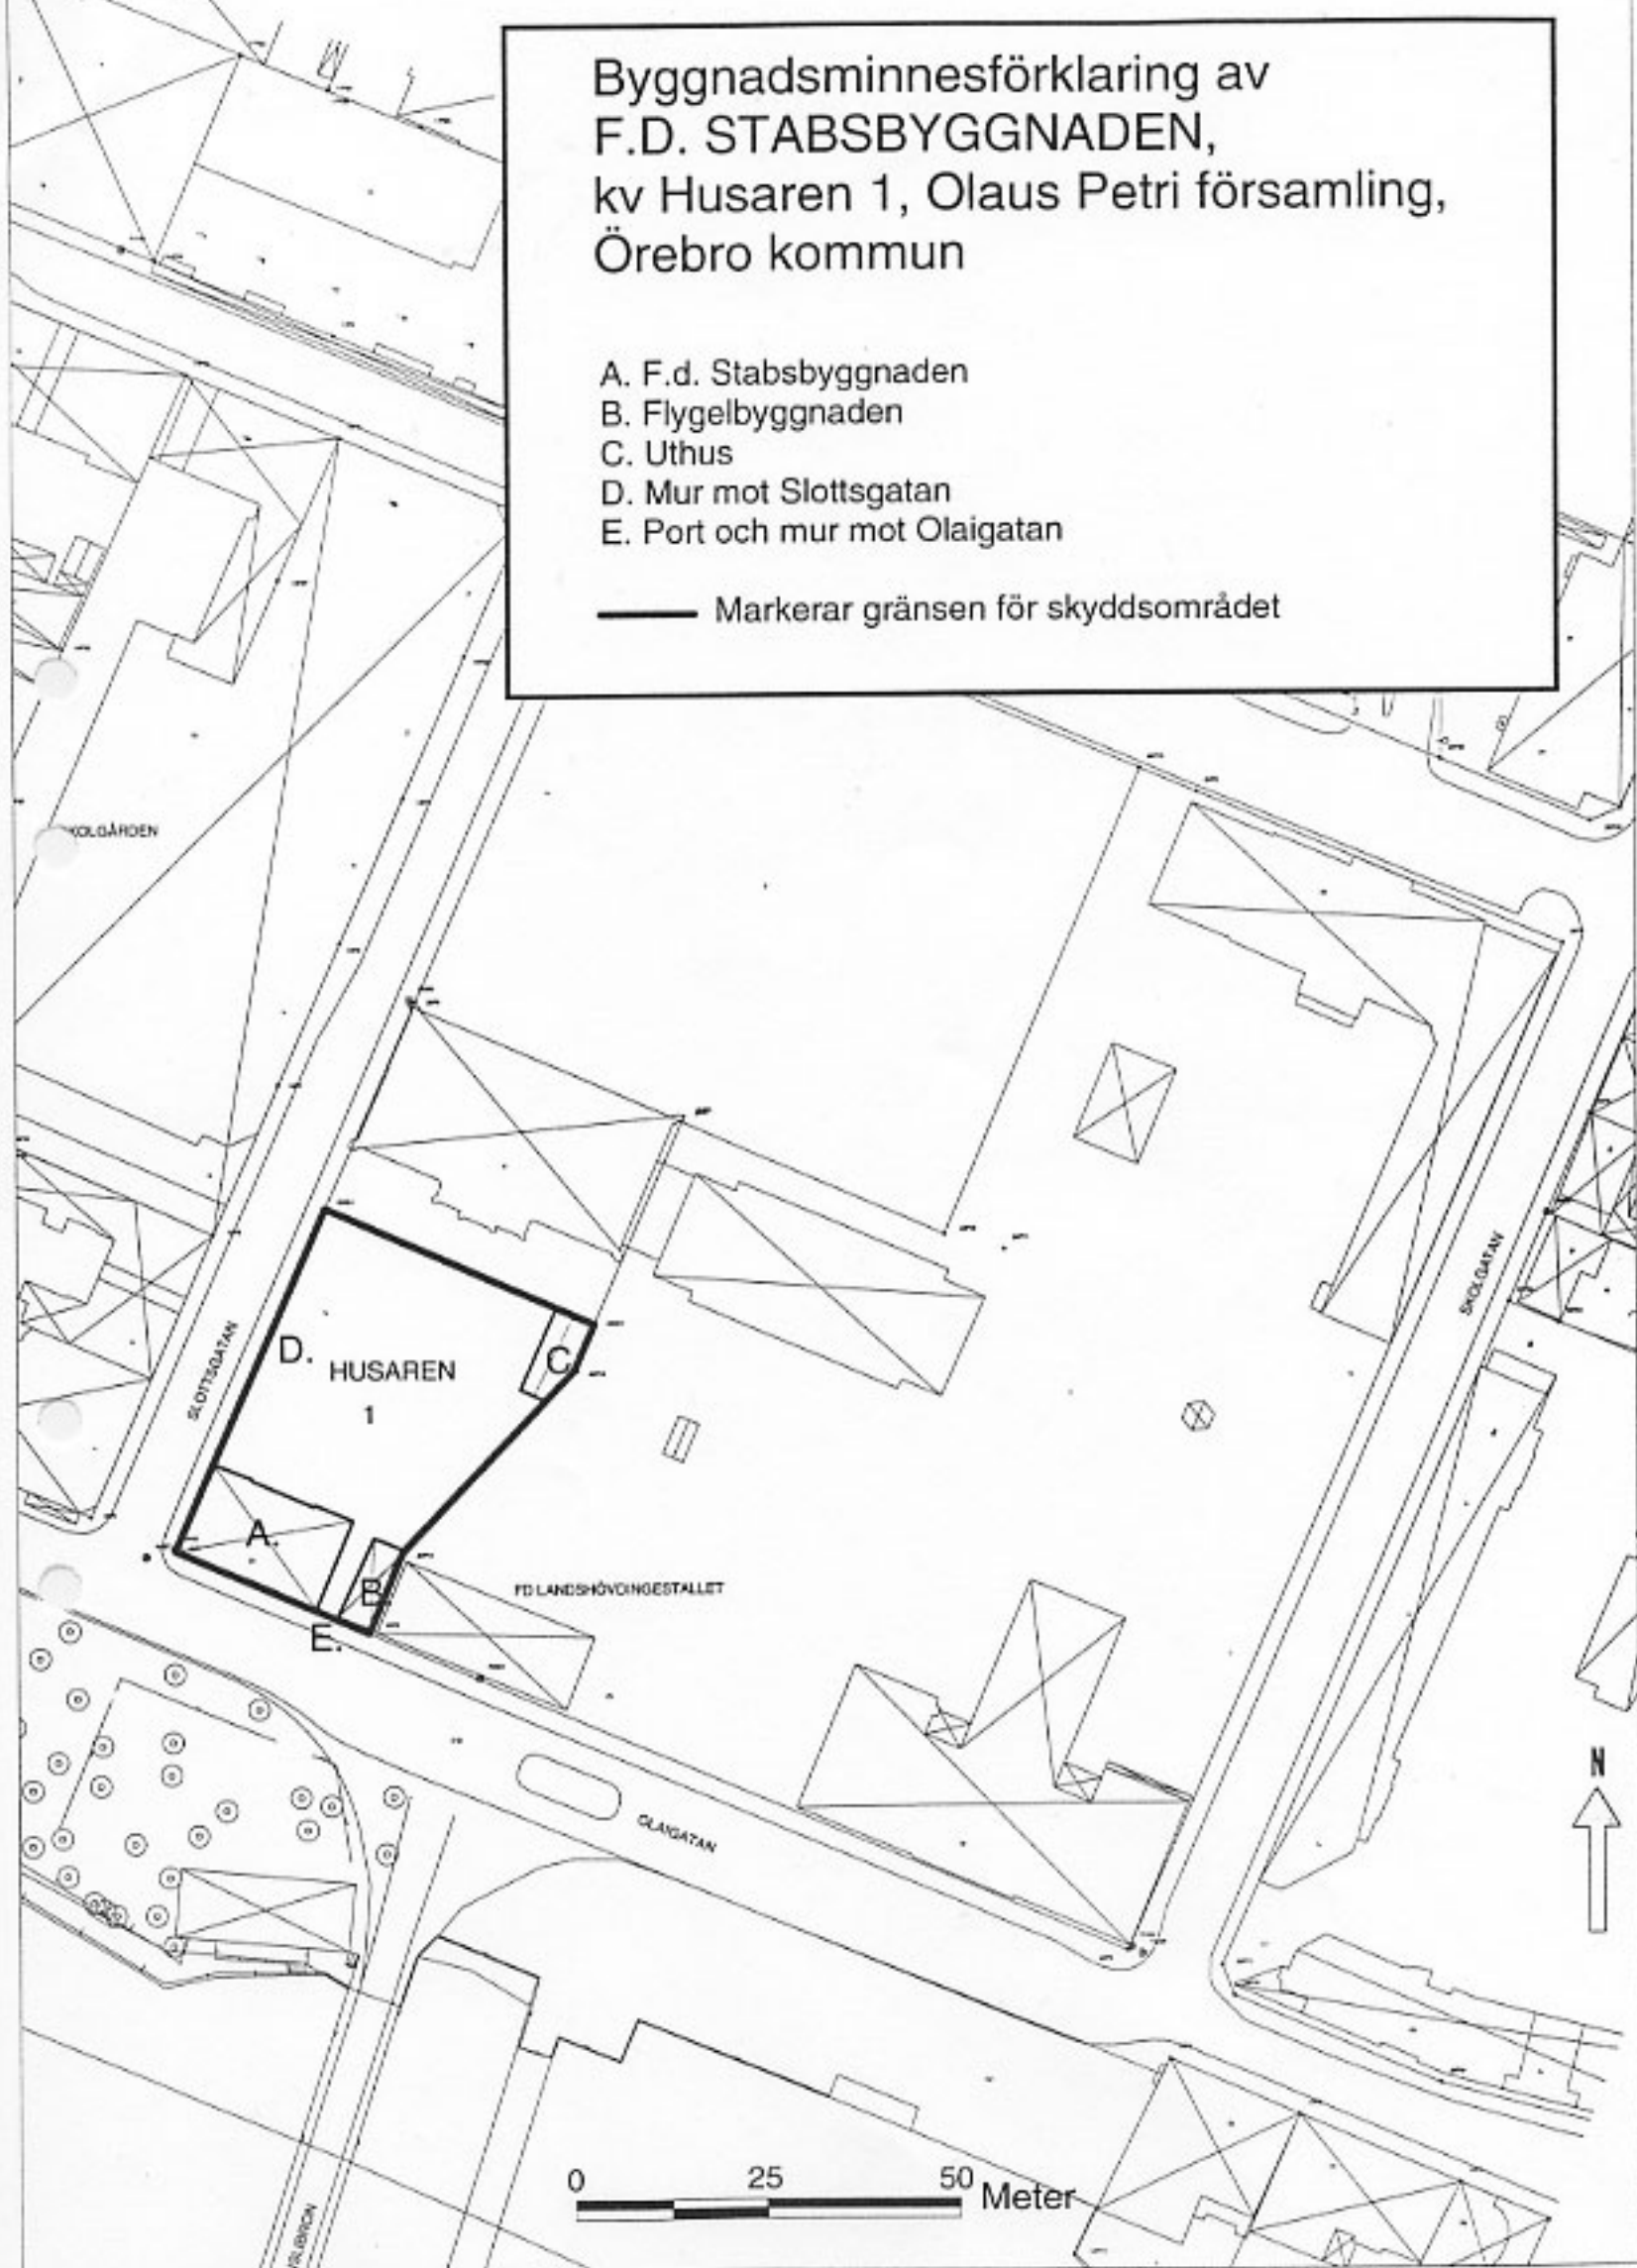 Byggnadsminnesförklaring av
F.D. STABSBYGGNADEN,
kv Husaren 1, Olaus Petri församling,
Örebro kommun
A. F.d. Stabsbyggnaden
B. Flygelbyggnaden
C. Uthus
D. Mur mot Slottsgatan
E. Port och mur mot Olaigatan
Markerar gränsen för skyddsområdet
KOLGÅRDEN
SKOLGATAN
SLOTTSGATAN
D.
HUSAREN
1
C.
A.
B.
E.
FD LANDSHÖVDINGESTALLET
OLAIGATAN
N
0 25 50 Meter